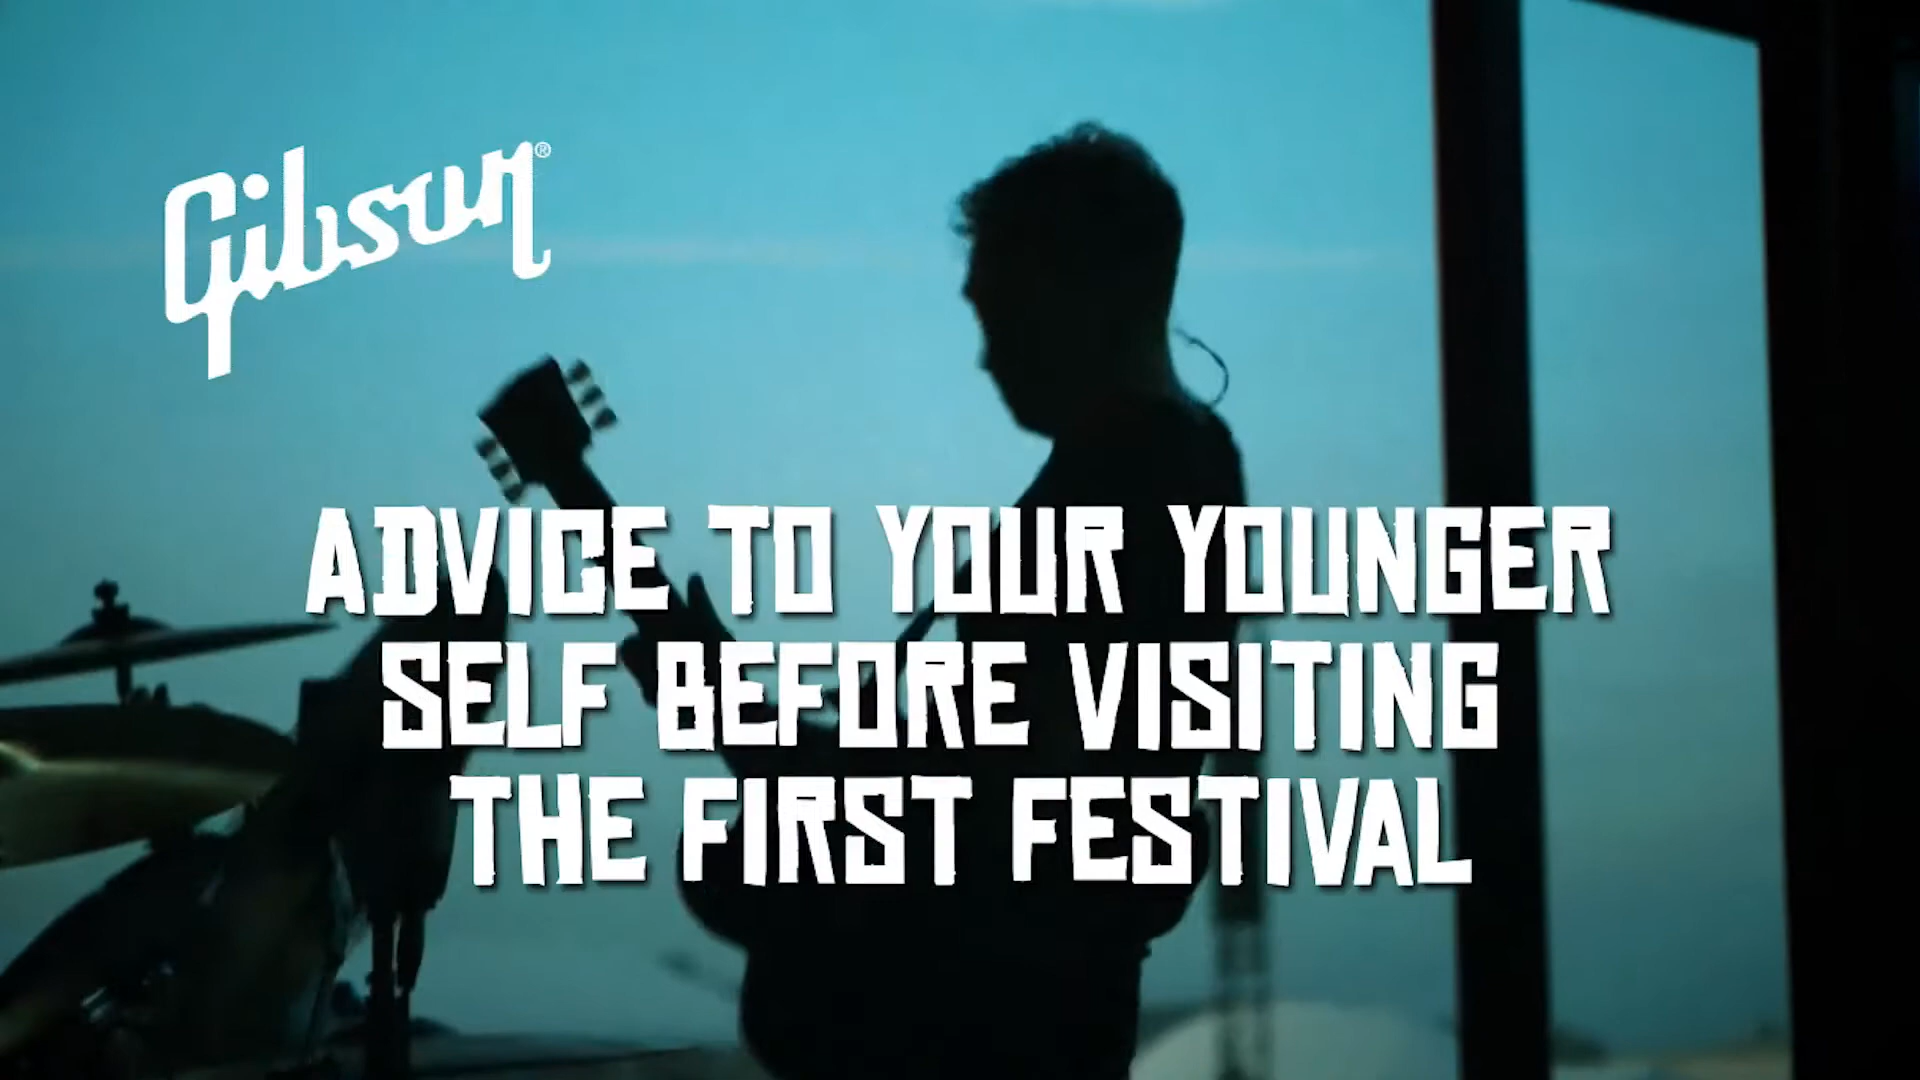 Gibson®
ADVICE TO YOUR YOUNGER
SELF BEFORE VISITING
THE FIRST FESTIVAL